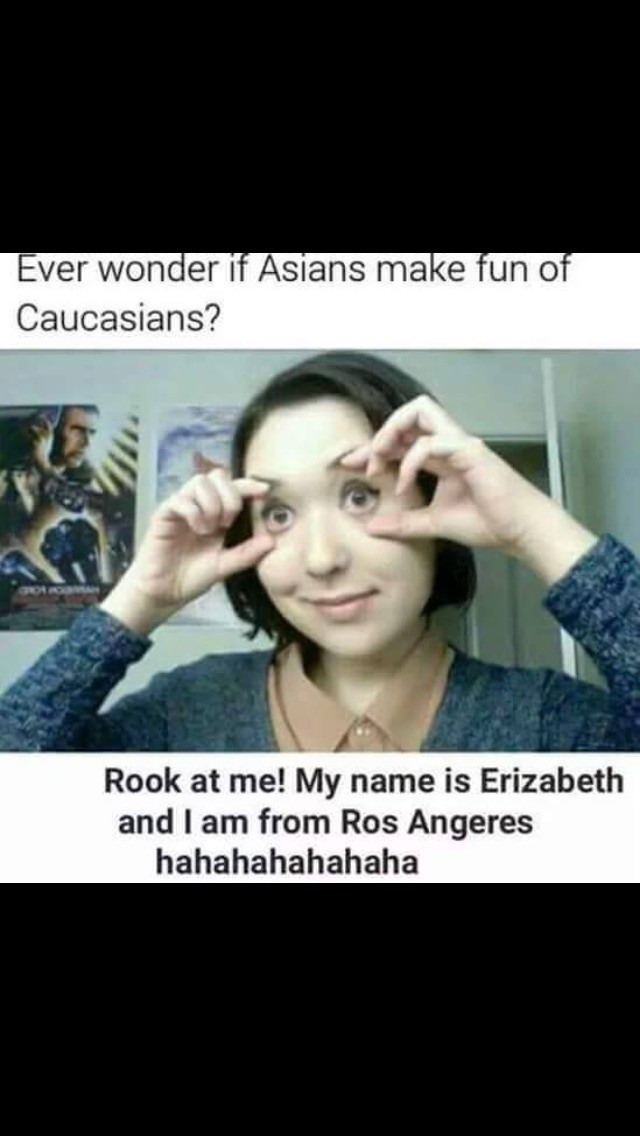 Ever wonder if Asians make fun of
Caucasians?
Rook at me! My name is Erizabeth
and I am from Ros Angeres
hahahahahahaha